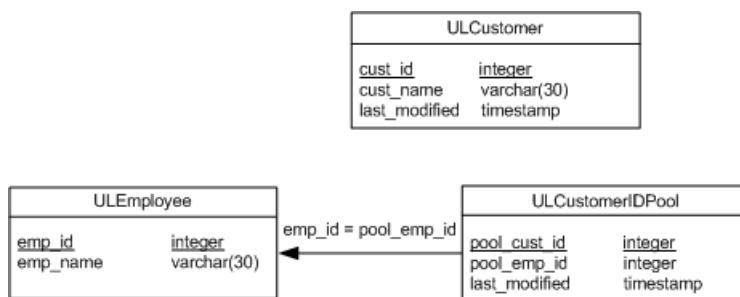 ULCustomer
cust_id integer
cust_name varchar(30)
last_modified timestamp
ULEmployee
emp_id integer
emp_name varchar(30)
emp_id = pool_emp_id
ULCustomerIDPool
pool_cust_id integer
pool_emp_id integer
last_modified timestamp